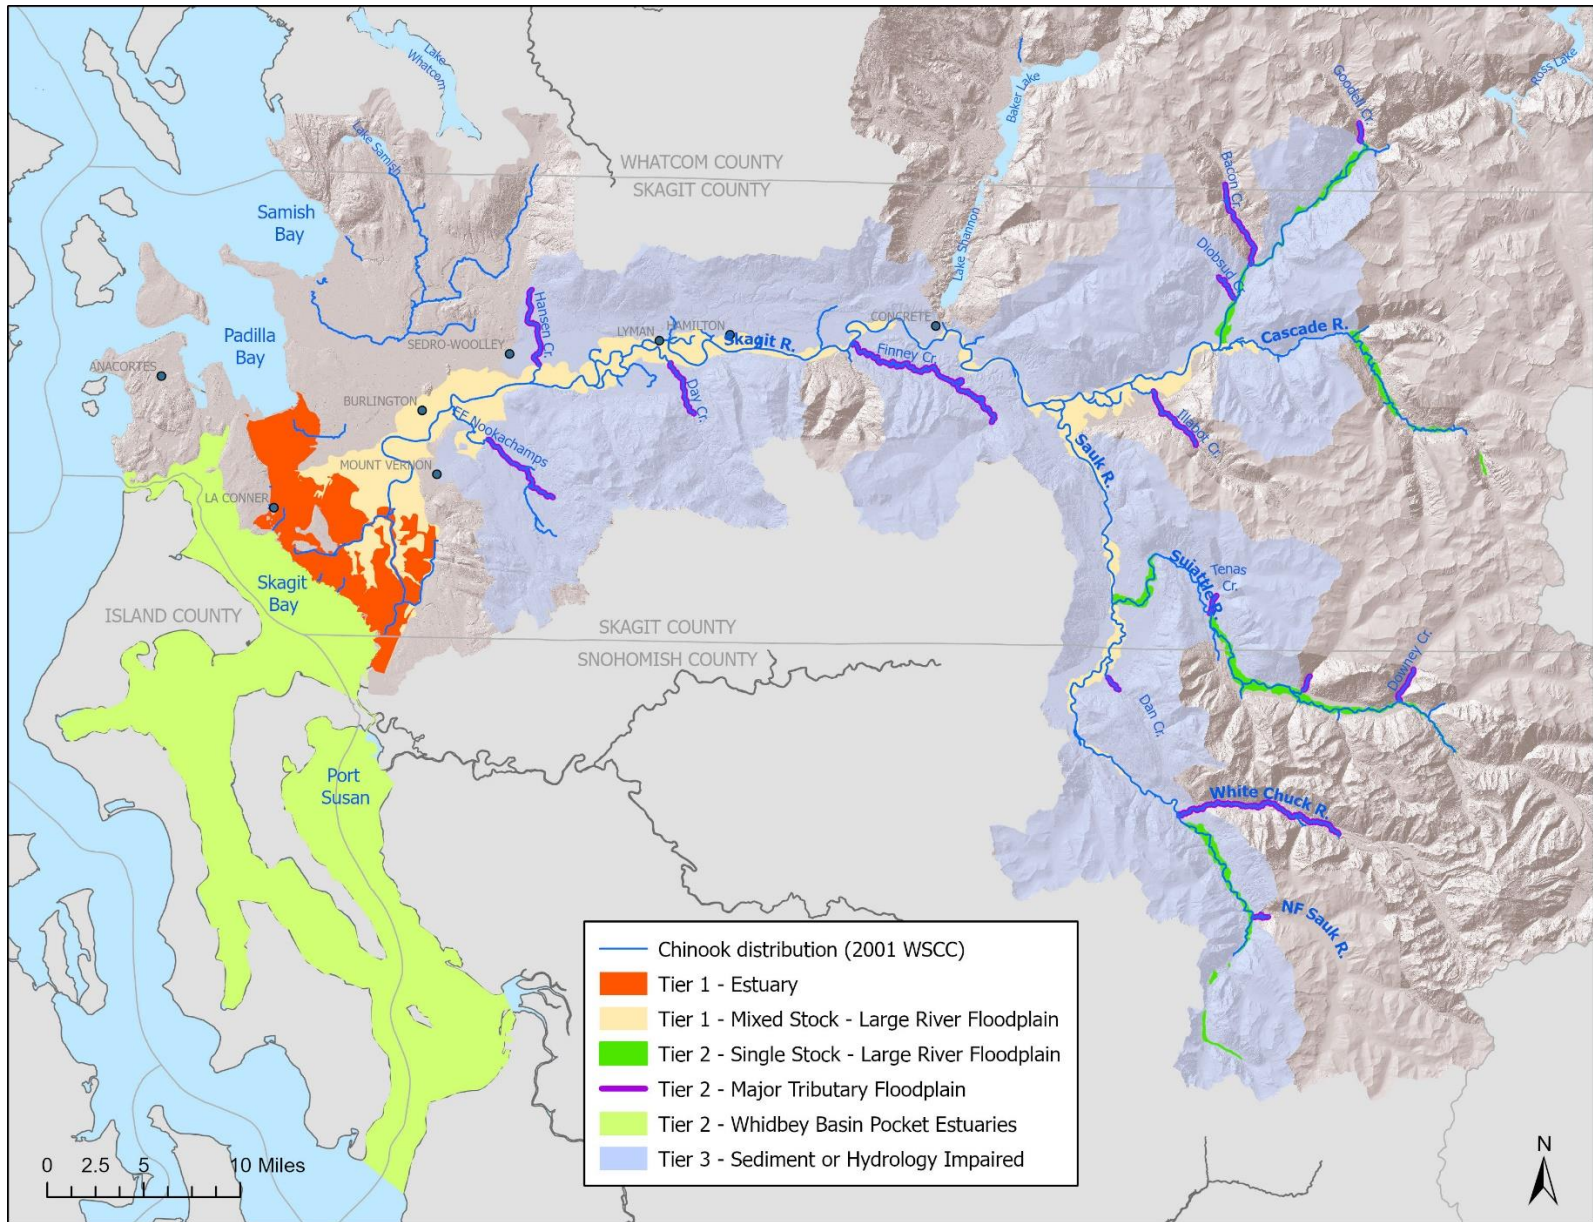 Lake Whatcom
Baker Lake
Ross Lake
Goodell Cr.
Lake Samish
WHATCOM COUNTY
SKAGIT COUNTY
Bacon Cr.
Samish
Bay
Lake Shannon
Diobsud Cr.
Hansen Cr.
Padilla
Bay
CONCRETE
LYMAN
HAMILTON
Skagit R.
Cascade R.
SEDRO-WOOLLEY
Finney Cr.
ANACORTES
Day Cr.
BURLINGTON
EF Nookachamps
Illabot Cr.
MOUNT VERNON
Sauk R.
LA CONNER
Suiattle R.
Tenas
Cr.
Skagit
Bay
ISLAND COUNTY
SKAGIT COUNTY
SNOHOMISH COUNTY
Downey Cr.
Dan Cr.
Port
Susan
White Chuck R.
NF Sauk R.
Chinook distribution (2001 WSCC)
Tier 1 - Estuary
Tier 1 - Mixed Stock - Large River Floodplain
Tier 2 - Single Stock - Large River Floodplain
Tier 2 - Major Tributary Floodplain
Tier 2 - Whidbey Basin Pocket Estuaries
Tier 3 - Sediment or Hydrology Impaired
0 2.5 5 10 Miles
N